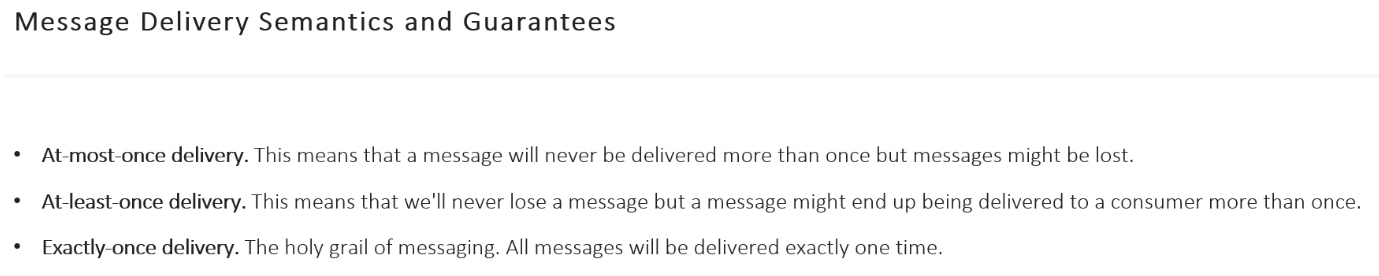 Message Delivery Semantics and Guarantees
• At-most-once delivery. This means that a message will never be delivered more than once but messages might be lost.
• At-least-once delivery. This means that we'll never lose a message but a message might end up being delivered to a consumer more than once.
• Exactly-once delivery. The holy grail of messaging. All messages will be delivered exactly one time.